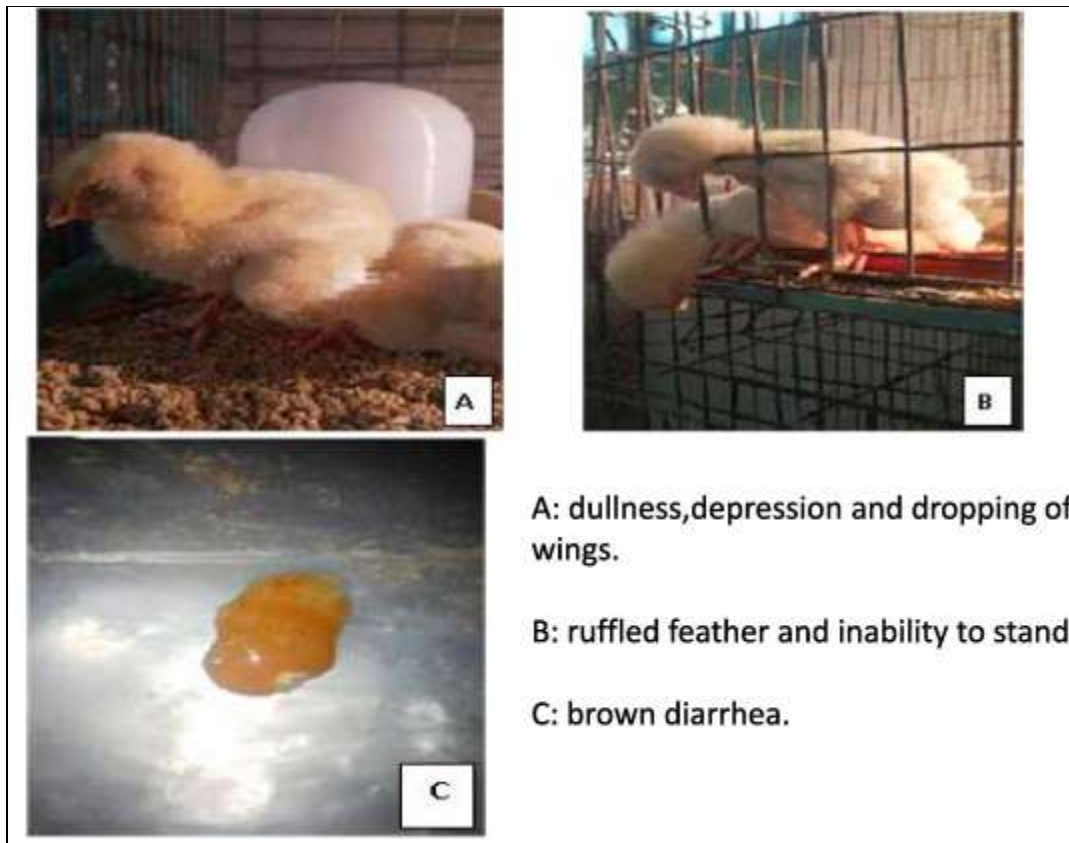 A
B
C
A: dullness,depression and dropping of
wings.
B: ruffled feather and inability to stand
C: brown diarrhea.